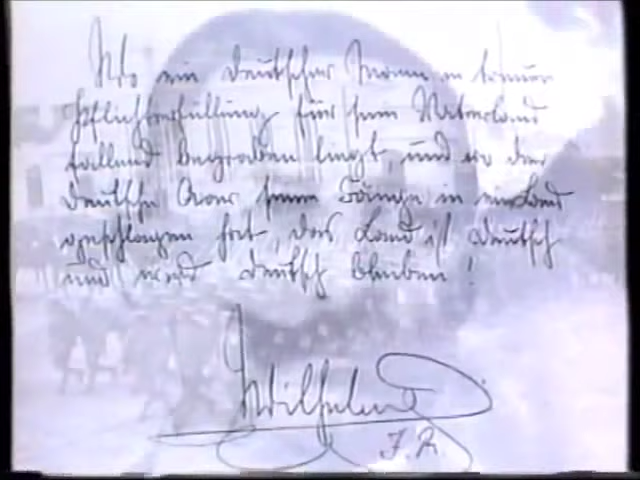 Wo ein deutscher Mann in treuer
Pflichterfüllung für sein Vaterland
fallend begraben liegt und wo der
deutsche Aar seine Fänge in ein Land
geschlagen hat, das Land ist deutsch
und wird deutsch bleiben!
Wilhelm
I. R.